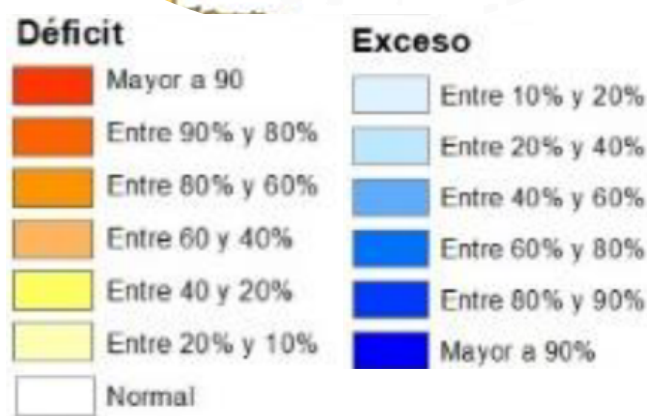 Déficit
Mayor a 90
Entre 90% y 80%
Entre 80% y 60%
Entre 60 y 40%
Entre 40 y 20%
Entre 20% y 10%
Normal
Exceso
Entre 10% y 20%
Entre 20% y 40%
Entre 40% y 60%
Entre 60% y 80%
Entre 80% y 90%
Mayor a 90%